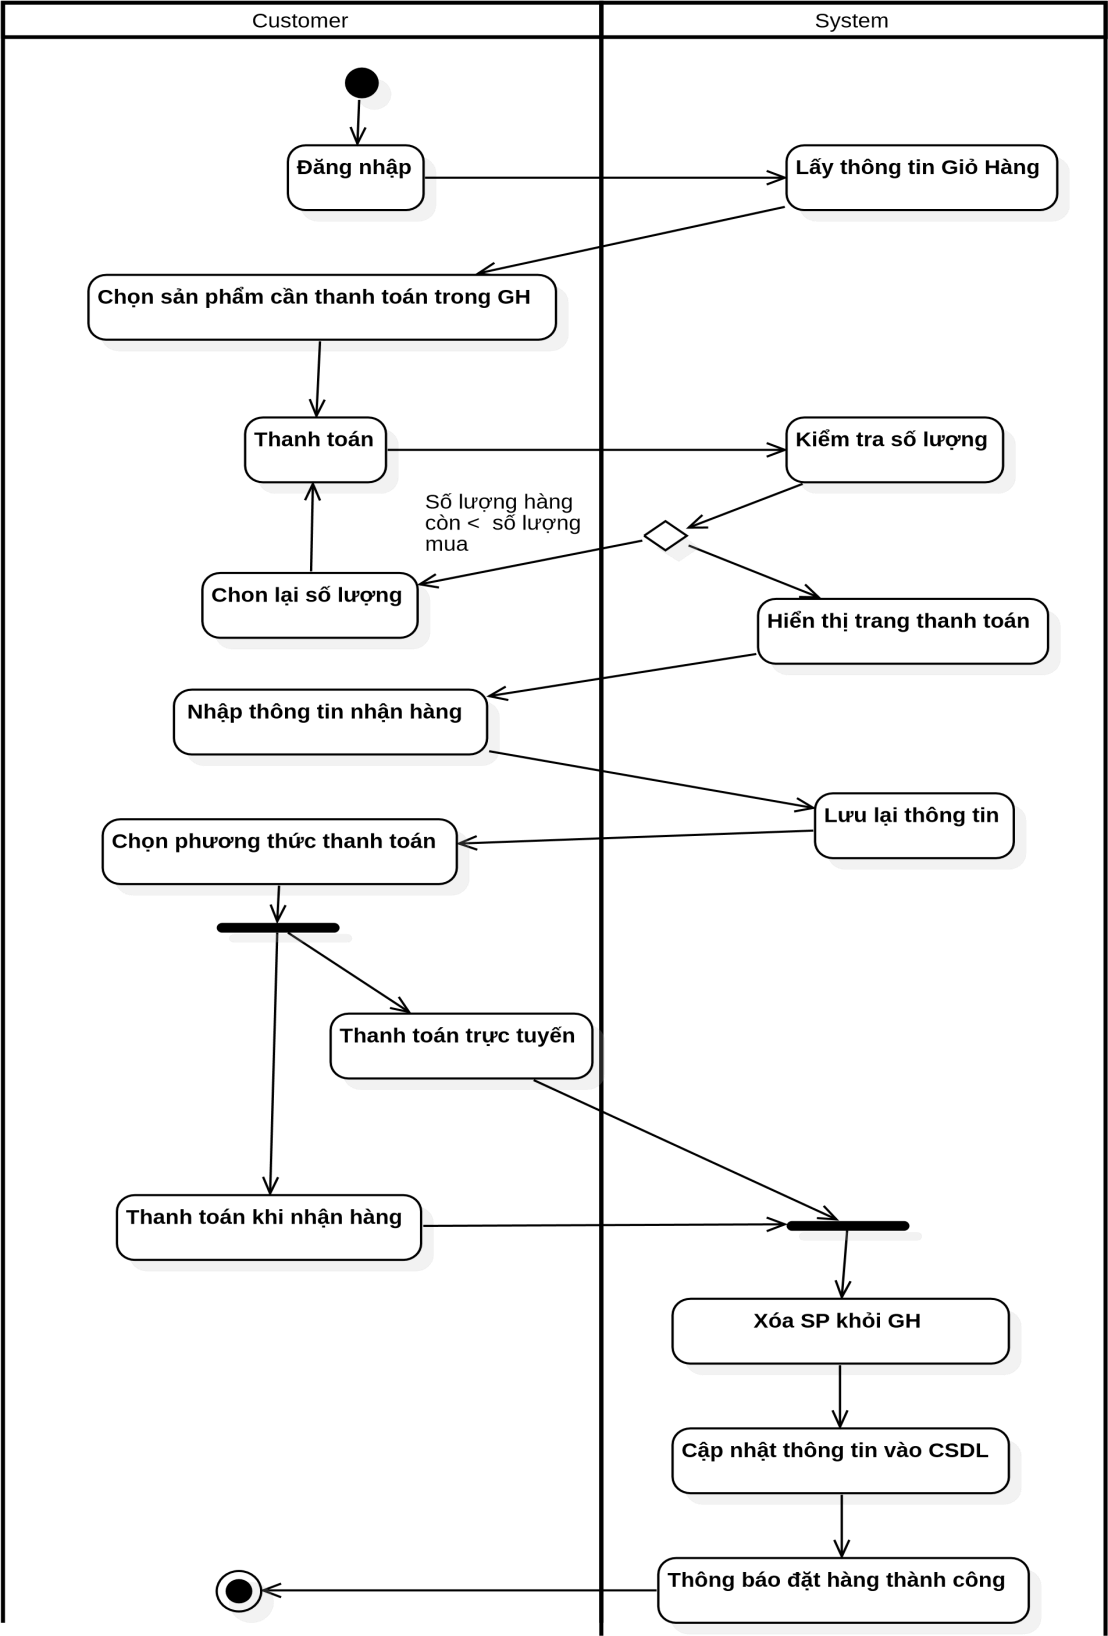 Customer
System
Đăng nhập
Lấy thông tin Giỏ Hàng
Chọn sản phẩm cần thanh toán trong GH
Thanh toán
Kiểm tra số lượng
Số lượng hàng
còn <  số lượng
mua
Chon lại số lượng
Hiển thị trang thanh toán
Nhập thông tin nhận hàng
Lưu lại thông tin
Chọn phương thức thanh toán
Thanh toán trực tuyến
Thanh toán khi nhận hàng
Xóa SP khỏi GH
Cập nhật thông tin vào CSDL
Thông báo đặt hàng thành công